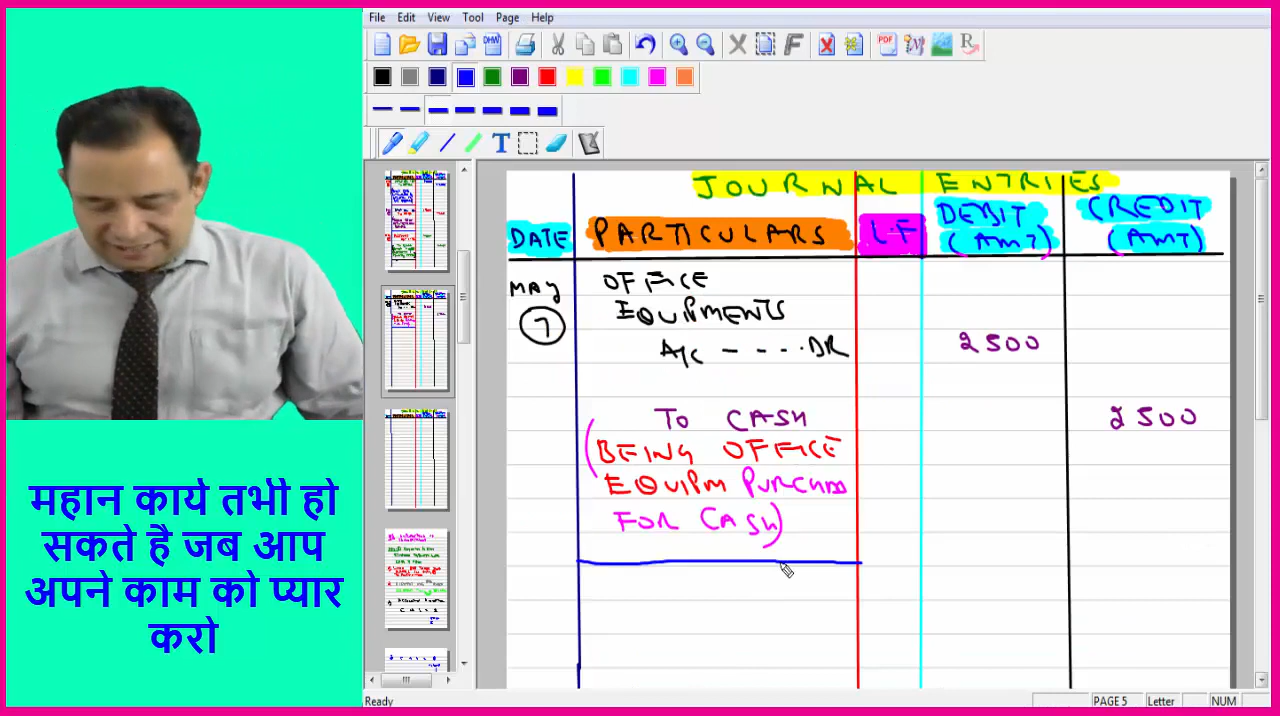 File Edit View Tool Page Help
JOURNAL ENTRIES
DATE PARTICULARS L.F DEBIT (AMT) CREDIT (AMT)
MAY OFFICE
7 EQUIPMENTS
A/C - - - - . DR 2500
TO CASH 2500
(BEING OFFICE
EQUIPM
FOR CASH)
महान कार्य तभी हो
सकते है जब आप
अपने काम को प्यार
करो
Ready PAGE 5 Letter NUM